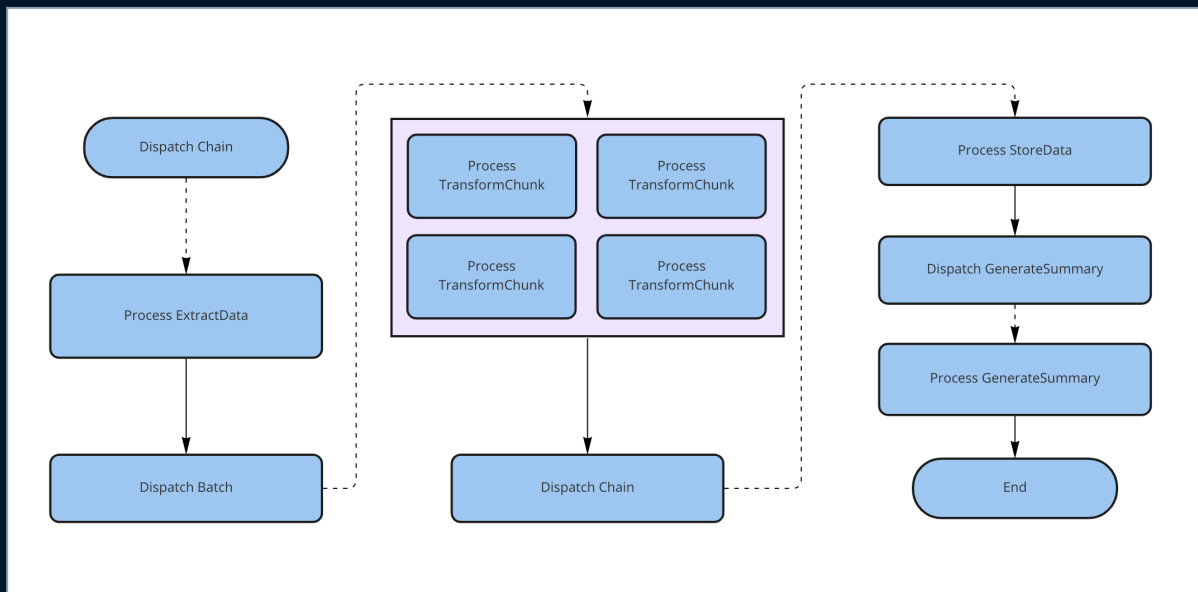 Dispatch Chain
Process ExtractData
Dispatch Batch
Process
TransformChunk
Process
TransformChunk
Process
TransformChunk
Process
TransformChunk
Dispatch Chain
Process StoreData
Dispatch GenerateSummary
Process GenerateSummary
End